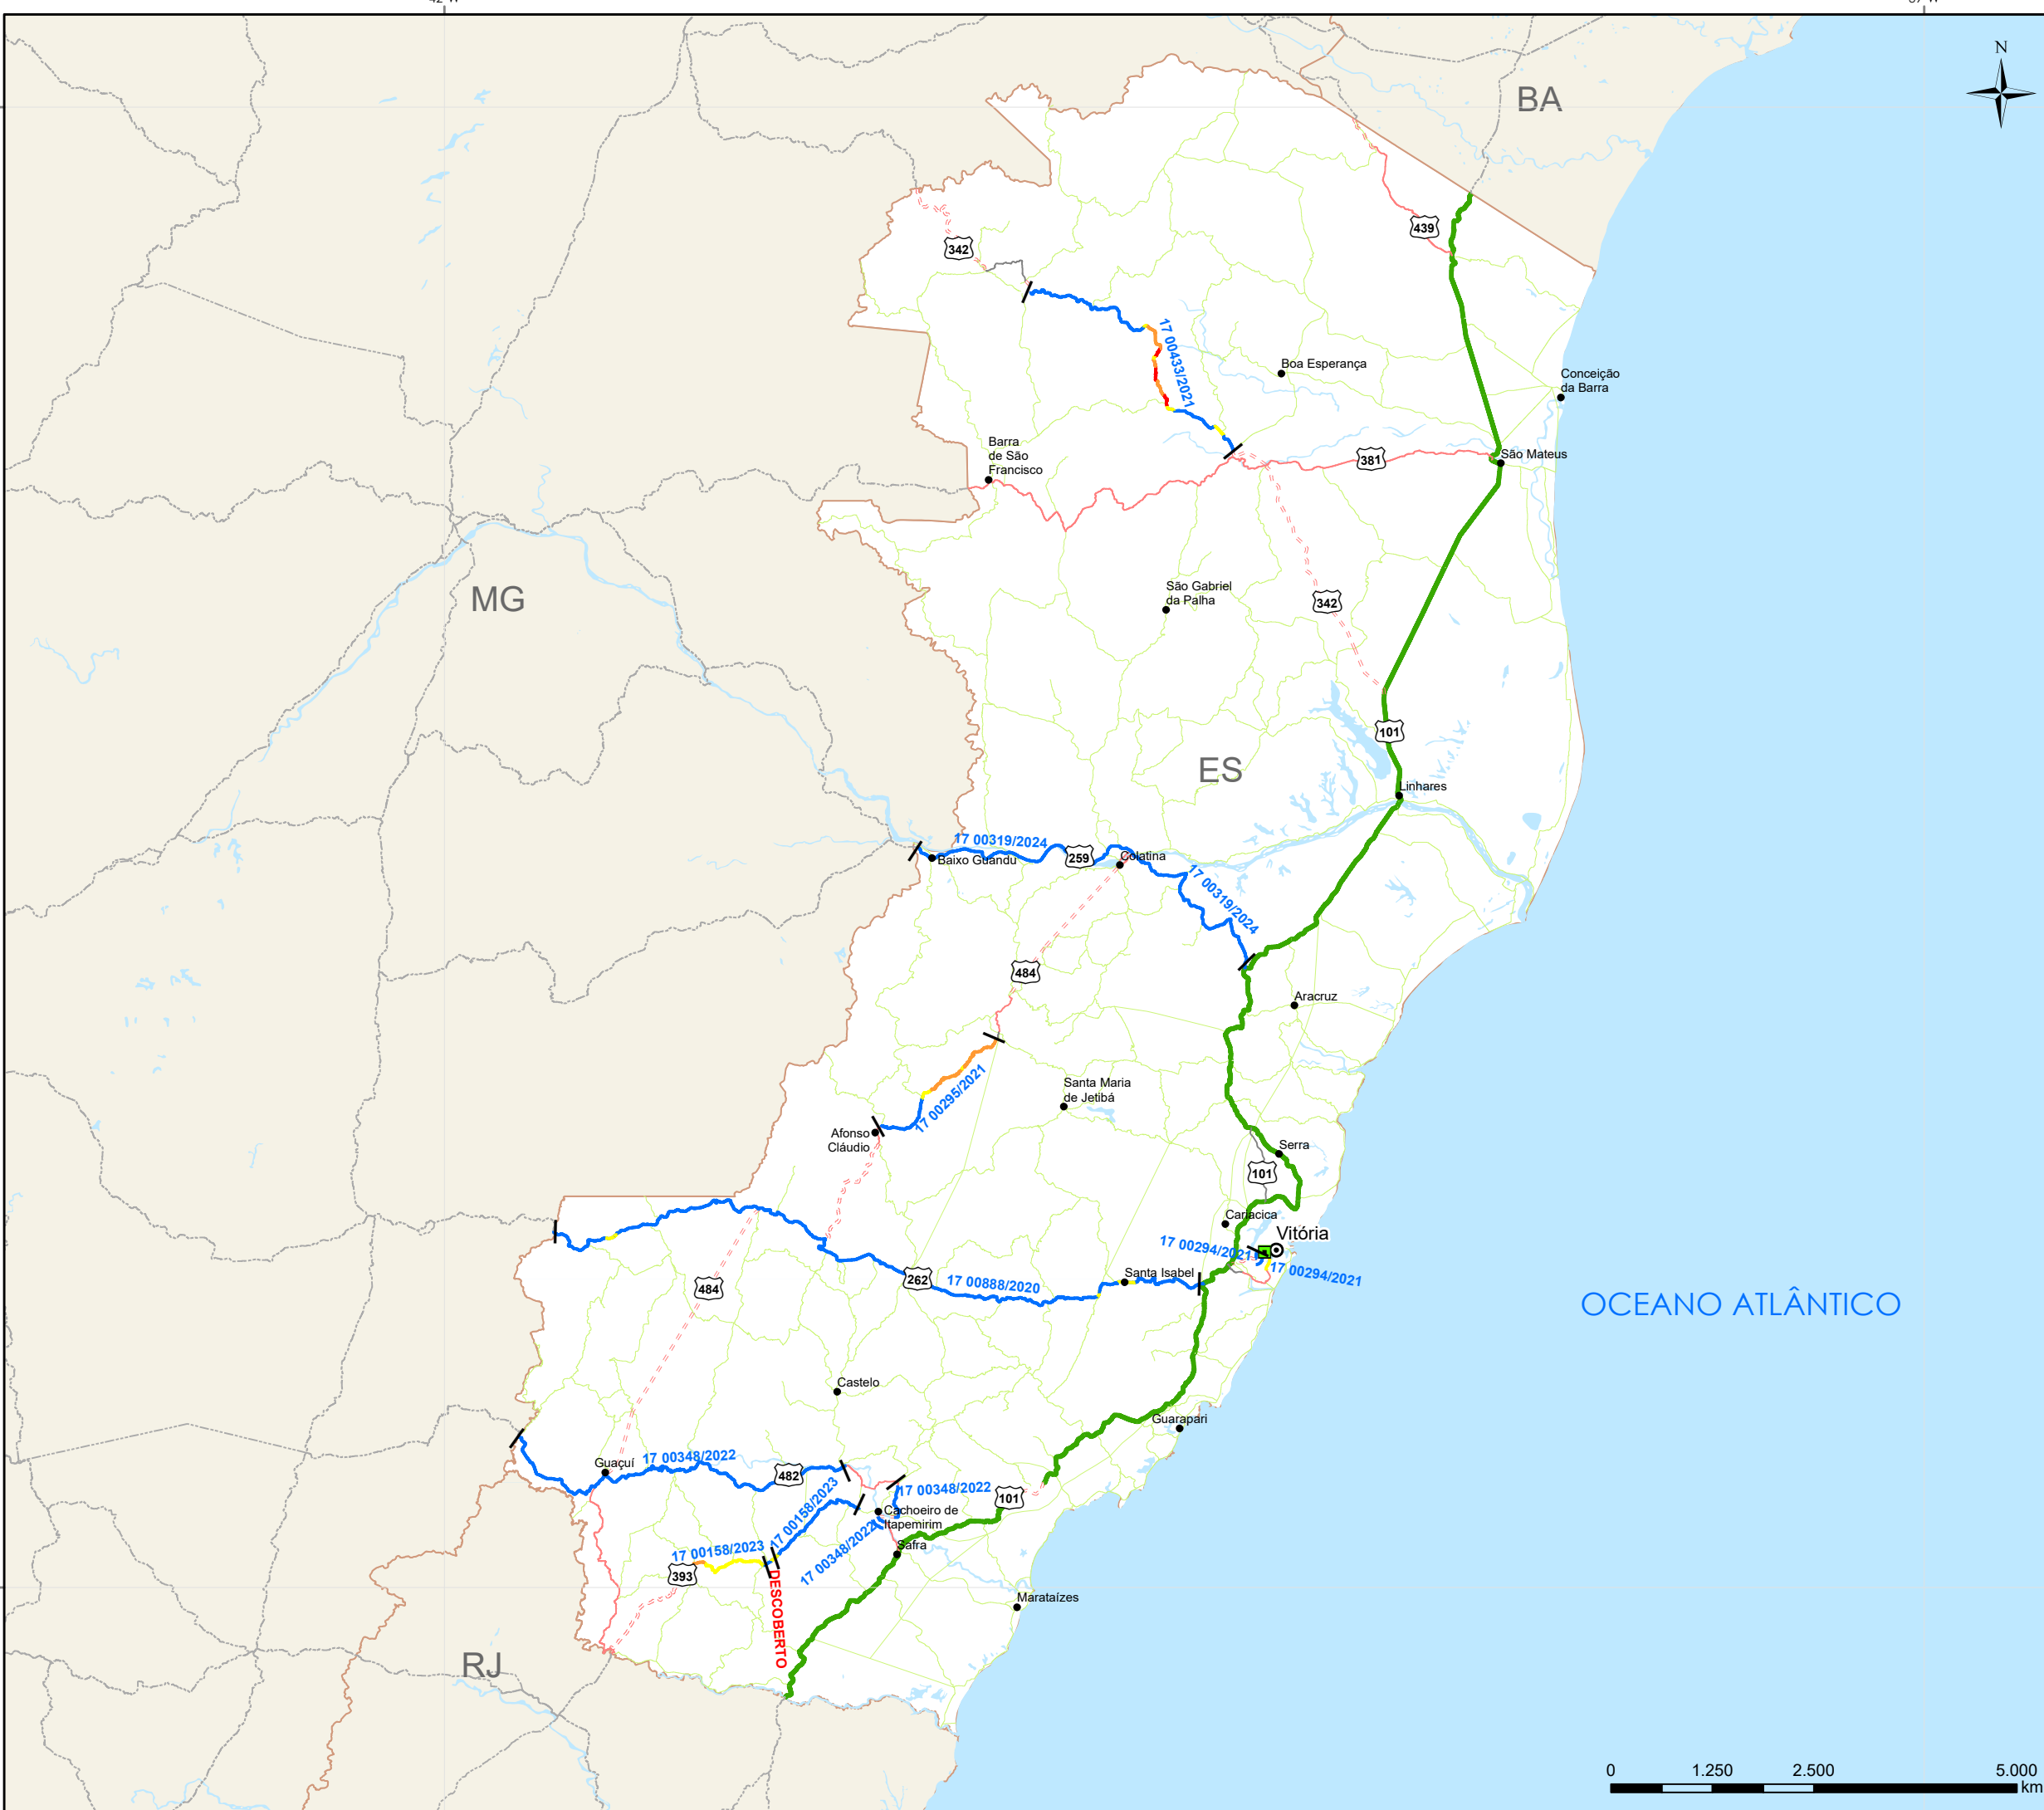 N
BA
439
342
17 00433/2021
Boa Esperança
Conceição
da Barra
Barra
de São
Francisco
381
São Mateus
MG
São Gabriel
da Palha
342
101
ES
Linhares
17 00319/2024
259
Baixo Guandu
Colatina
17 00319/2024
484
Aracruz
17 00295/2021
Santa Maria
de Jetibá
Afonso
Cláudio
Serra
101
Cariacica
Vitória
17 00294/2021
17 00294/2021
Santa Isabel
262
17 00888/2020
484
OCEANO ATLÂNTICO
Castelo
Guarapari
Guaçuí
17 00348/2022
482
17 00158/2023
17 00348/2022
101
Cachoeiro de
Itapemirim
17 00348/2022
Safra
17 00158/2023
393
DESCOBERTO
Marataízes
RJ
0 1.250 2.500 5.000
km